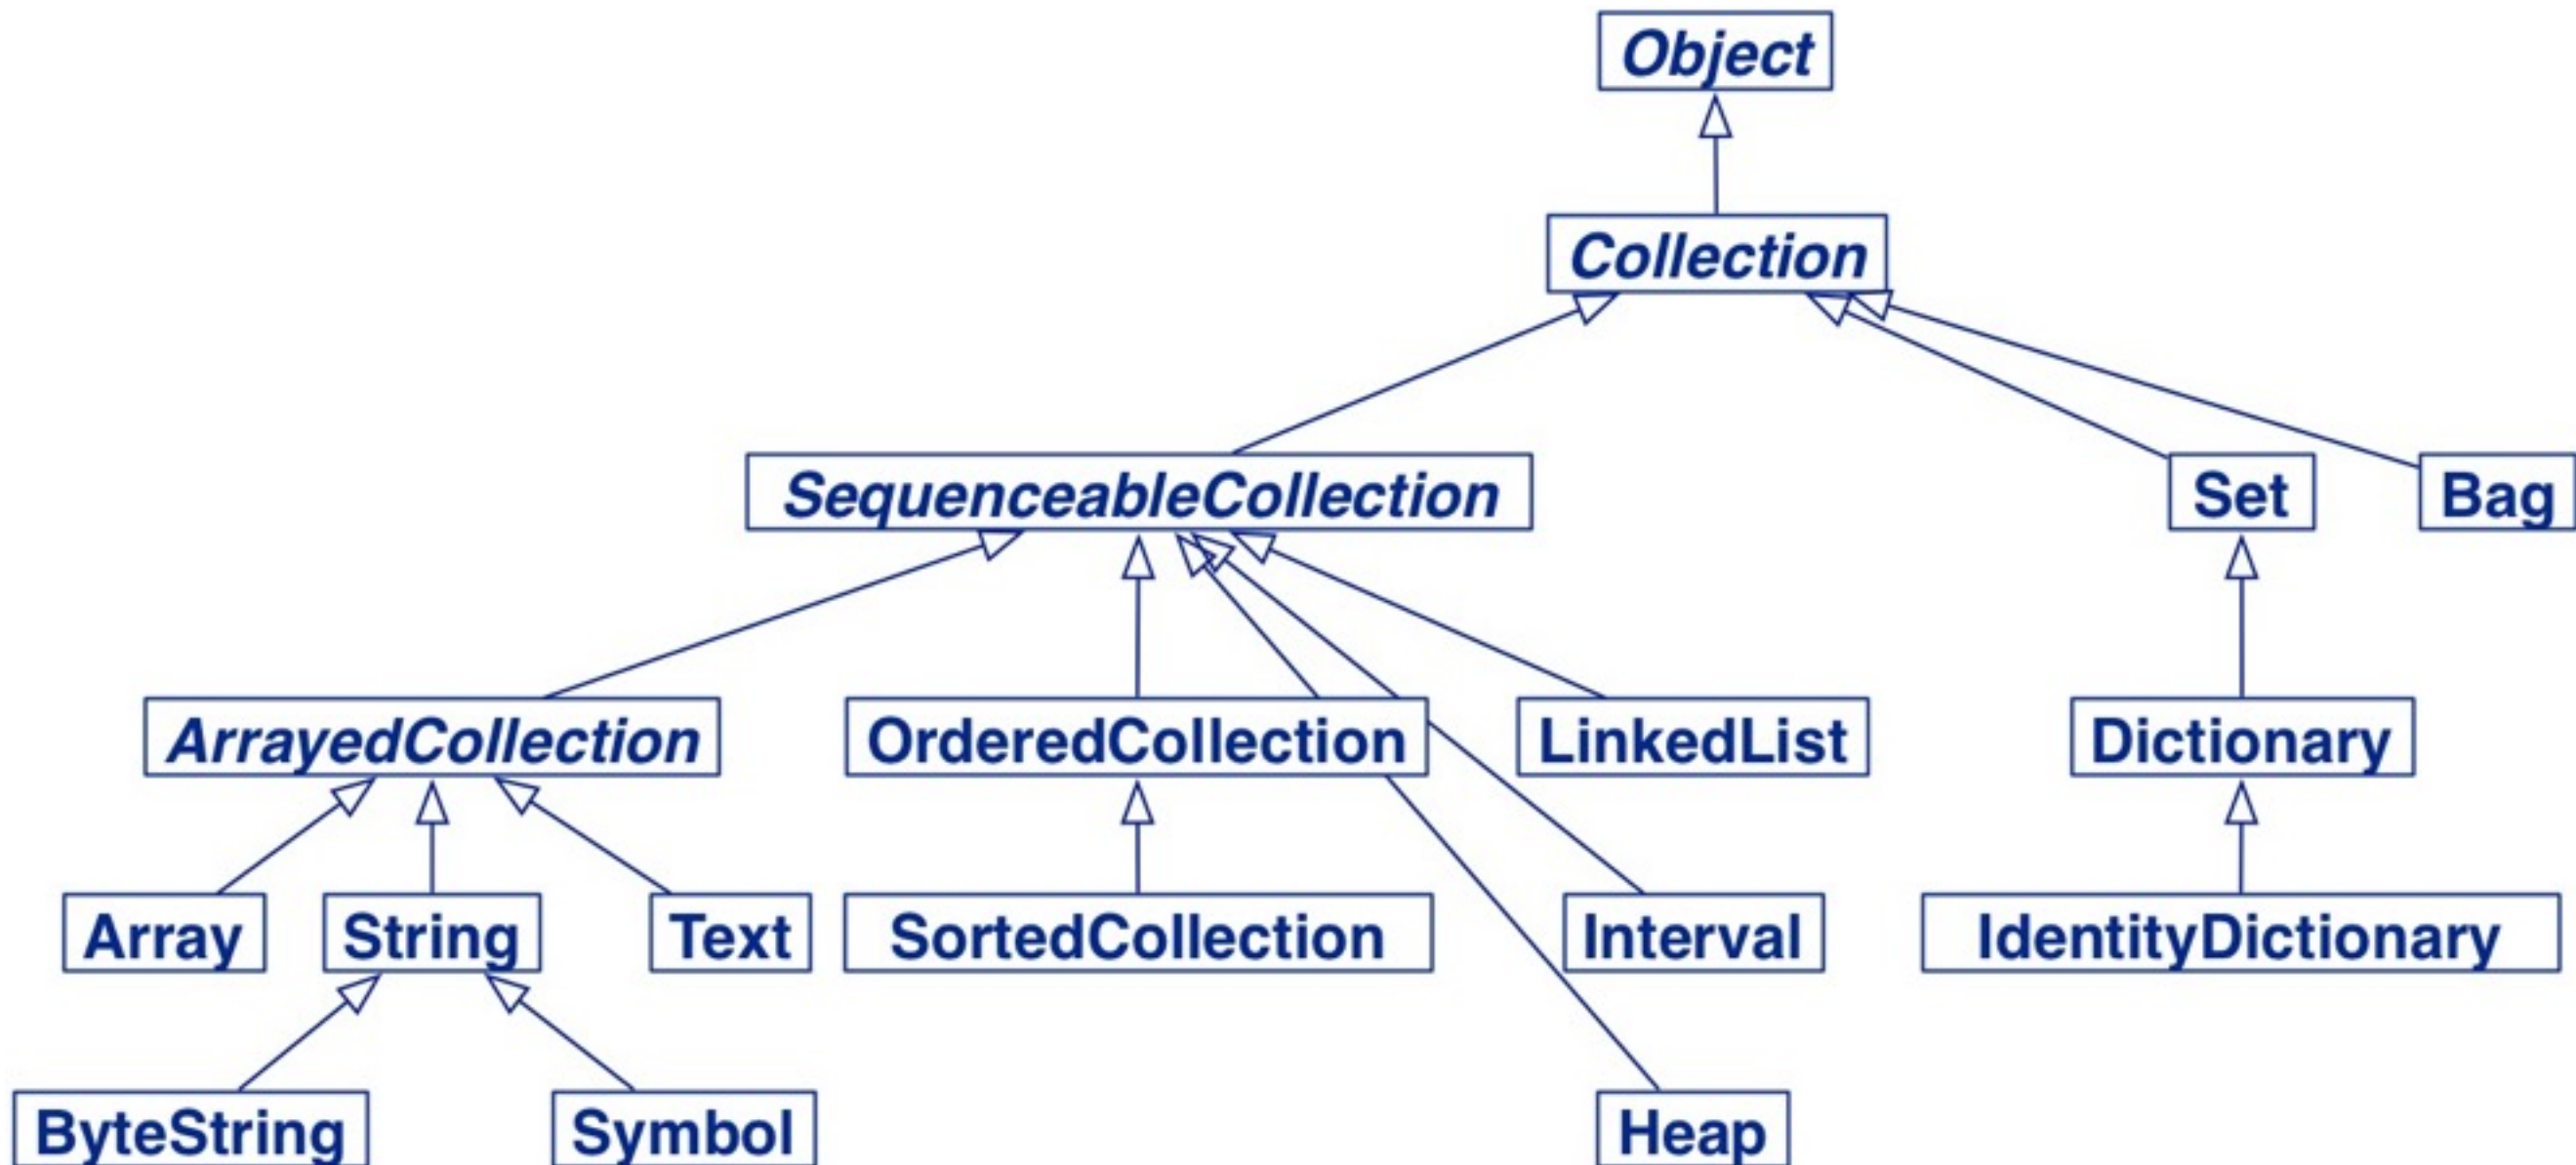 Object
Collection
SequenceableCollection
Set
Bag
ArrayedCollection
OrderedCollection
LinkedList
Dictionary
Array
String
Text
SortedCollection
Interval
IdentityDictionary
ByteString
Symbol
Heap